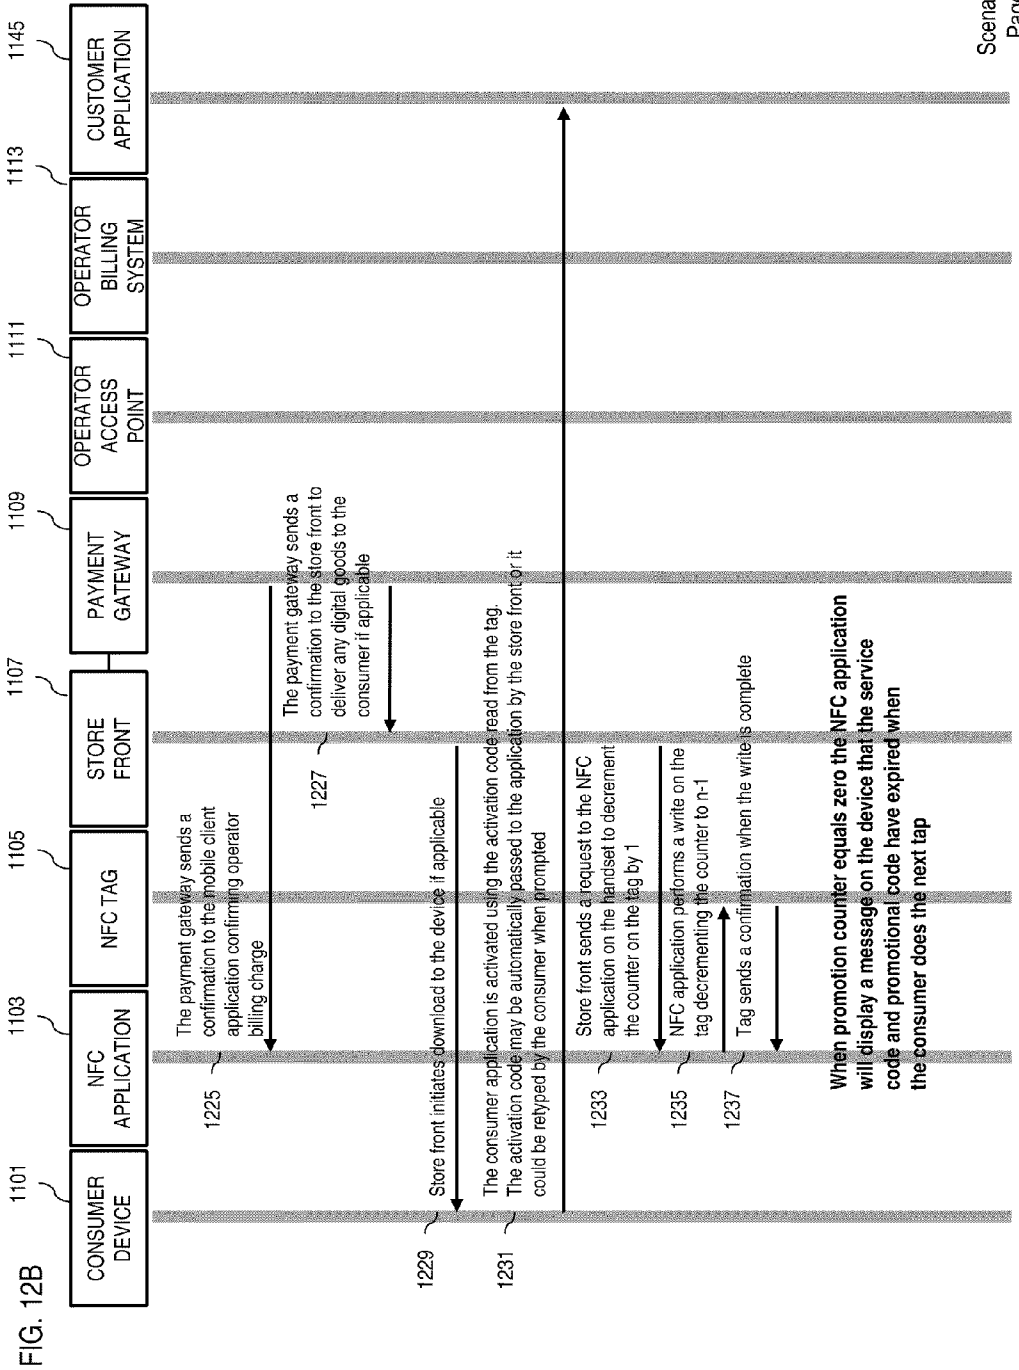 FIG. 12B
1101
1103
1105
1107
1109
1111
1113
1145
CONSUMER
DEVICE
NFC
APPLICATION
NFC TAG
STORE
FRONT
PAYMENT
GATEWAY
OPERATOR
ACCESS
POINT
OPERATOR
BILLING
SYSTEM
CUSTOMER
APPLICATION
The payment gateway sends a
confirmation to the mobile client
application confirming operator
billing charge
1225
The payment gateway sends a
confirmation to the store front to
deliver any digital goods to the
consumer if applicable
1227
Store front initiates download to the device if applicable
1229
The consumer application is activated using the activation code read from the tag.
The activation code may be automatically passed to the application by the store front or it
could be retyped by the consumer when prompted
1231
Store front sends a request to the NFC
application on the handset to decrement
the counter on the tag by 1
1233
NFC application performs a write on the
tag decrementing the counter to n-1
1235
Tag sends a confirmation when the write is complete
1237
When promotion counter equals zero the NFC application
will display a message on the device that the service
code and promotional code have expired when
the consumer does the next tap